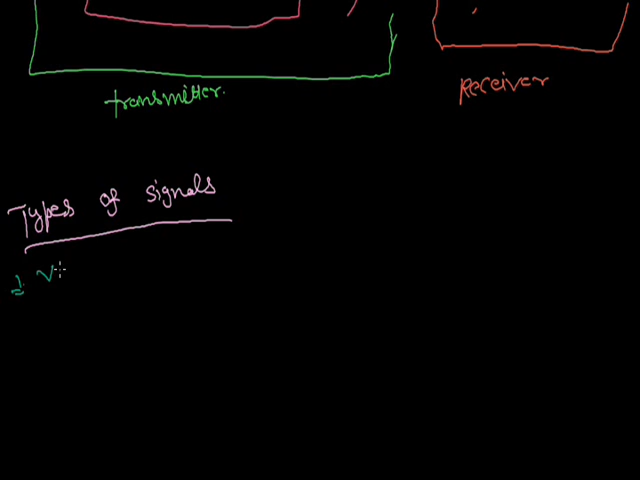 transmitter.
Receiver
Types of signals
1. V